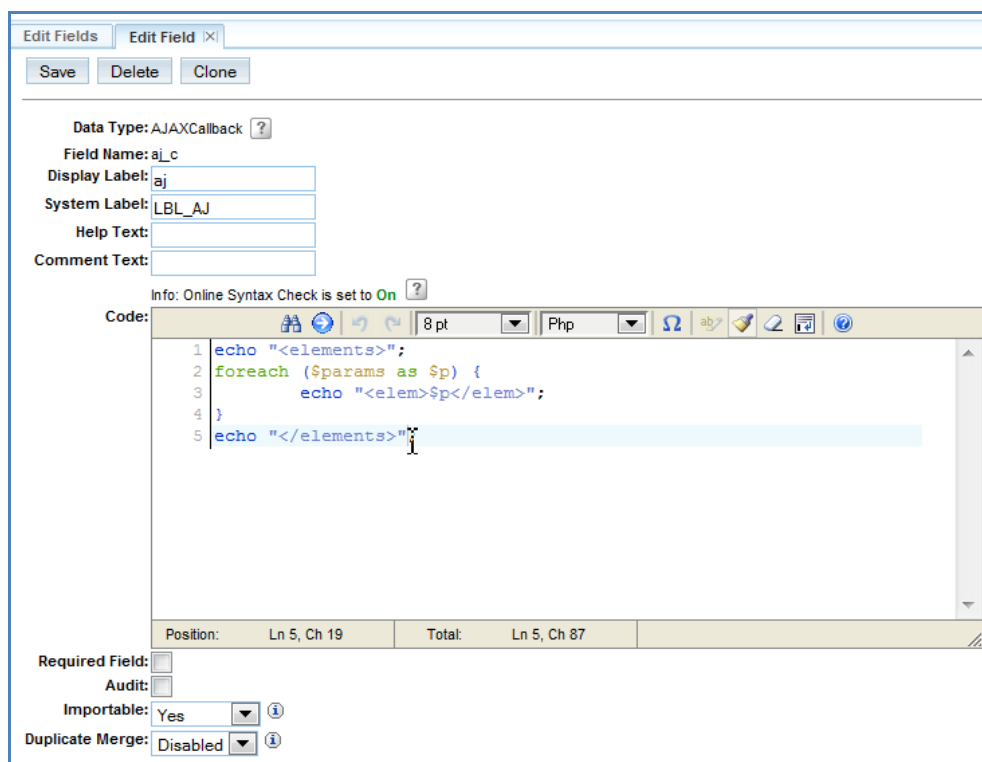 Edit Fields Edit Field
Save Delete Clone
Data Type: AJAXCallback ?
Field Name: aj_c
Display Label: aj
System Label: LBL_AJ
Help Text:
Comment Text:
Info: Online Syntax Check is set to On ?
Code:
8 pt Php Ω ab ?
1 echo "<elements>";
2 foreach ($params as $p) {
3 echo "<elem>$p</elem>";
4 }
5 echo "</elements>";
Position: Ln 5, Ch 19 Total: Ln 5, Ch 87
Required Field:
Audit:
Importable: Yes i
Duplicate Merge: Disabled i